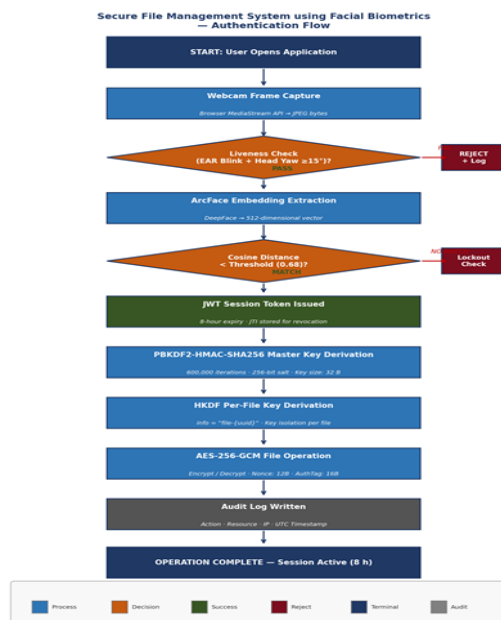 Secure File Management System using Facial Biometrics
— Authentication Flow
START: User Opens Application
Webcam Frame Capture
Browser MediaStream API → JPEG bytes
Liveness Check
(EAR Blink + Head Yaw ≥15°)?
PASS
REJECT
+ Log
ArcFace Embedding Extraction
DeepFace → 512-dimensional vector
Cosine Distance
< Threshold (0.68)?
MATCH
NO
Lockout
Check
JWT Session Token Issued
8-hour expiry · JTI stored for revocation
PBKDF2-HMAC-SHA256 Master Key Derivation
600,000 iterations · 256-bit salt · Key size: 32 B
HKDF Per-File Key Derivation
info = "file-{uuid}" · Key isolation per file
AES-256-GCM File Operation
Encrypt / Decrypt · Nonce: 12B · AuthTag: 16B
Audit Log Written
Action · Resource · IP · UTC Timestamp
OPERATION COMPLETE — Session Active (8 h)
Process
Decision
Success
Reject
Terminal
Audit